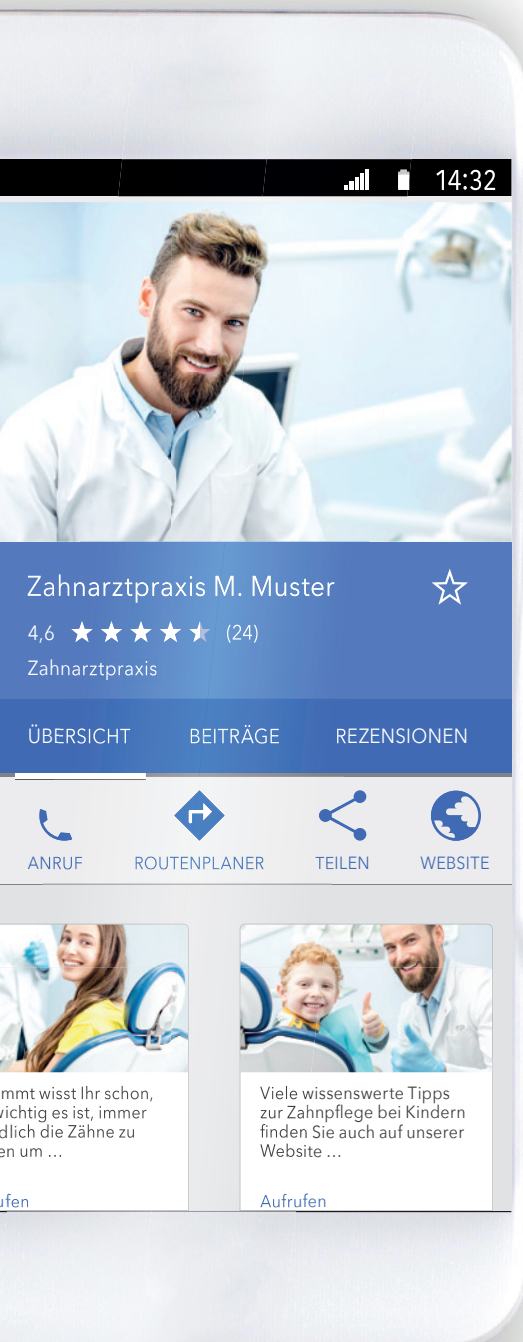 14:32
Zahnarztpraxis M. Muster
4,6 (24)
Zahnarztpraxis
ÜBERSICHT BEITRÄGE REZENSIONEN
ANRUF ROUTENPLANER TEILEN WEBSITE
wisst Ihr schon,
es ist, immer
die Zähne zu
um …
Viele wissenswerte Tipps
zur Zahnpflege bei Kindern
finden Sie auch auf unserer
Website …
Aufrufen